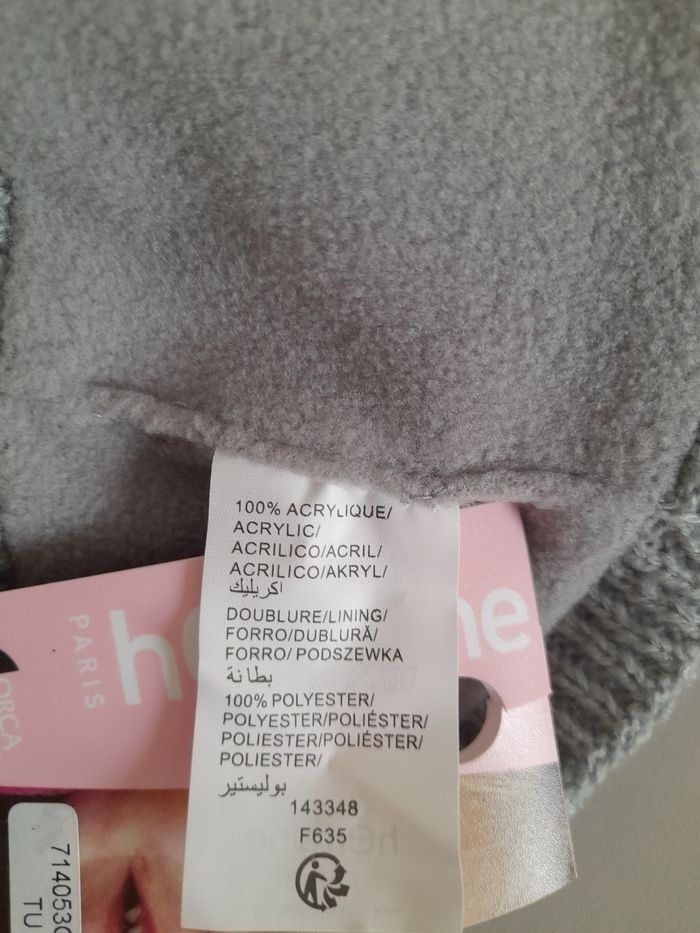 100% ACRYLIQUE/
ACRYLIC/
ACRILICO/ACRIL/
ACRILICO/AKRYL/
اكريليك
DOUBLURE/LINING/
FORRO/DUBLURĂ/
FORRO/ PODSZEWKA
بطانة
100% POLYESTER/
POLYESTER/POLIÉSTER/
POLIESTER/POLIÉSTER/
POLIESTER/
بوليستير
143348
F635
PARIS
ORCA
TU